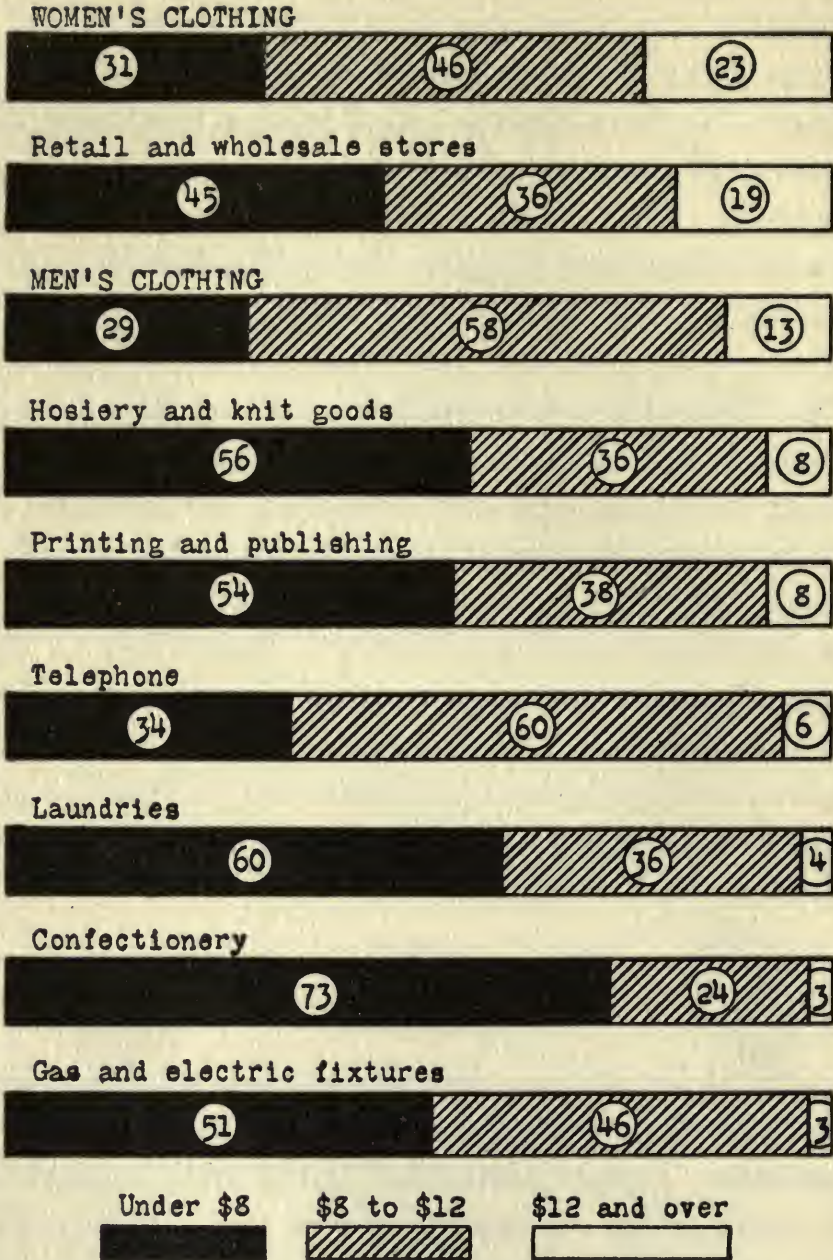 WOMEN'S CLOTHING
31 46 23
Retail and wholesale stores
45 36 19
MEN'S CLOTHING
29 58 13
Hosiery and knit goods
56 36 8
Printing and publishing
54 38 8
Telephone
34 60 6
Laundries
60 36 4
Confectionery
73 24 3
Gas and electric fixtures
51 46 3
Under $8 $8 to $12 $12 and over